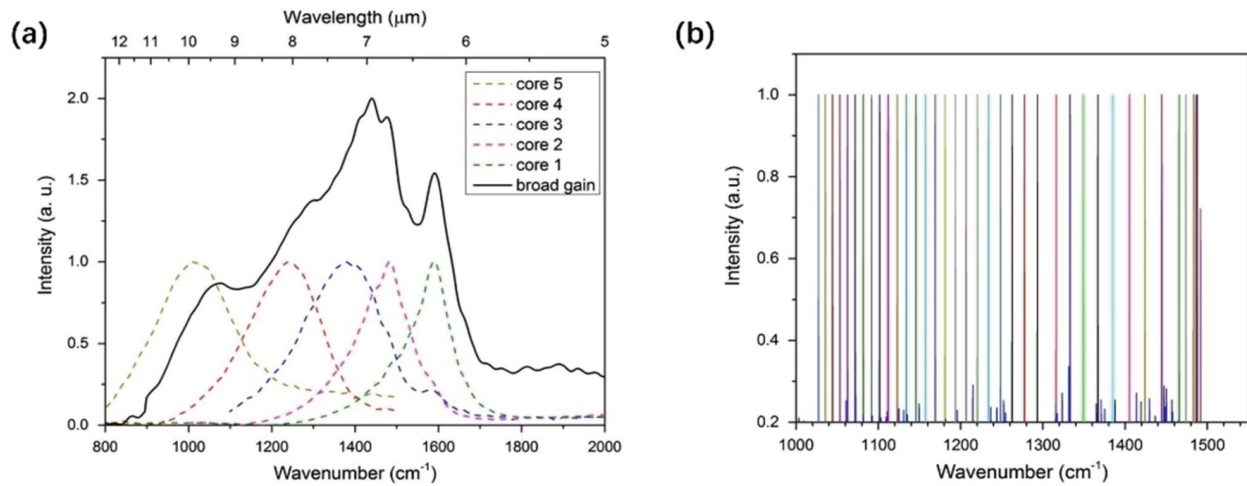 (a)
Wavelength (μm)
12 11 10 9 8 7 6 5
Intensity (a. u.)
2.0
1.5
1.0
0.5
0.0
core 5
core 4
core 3
core 2
core 1
broad gain
800 1000 1200 1400 1600 1800 2000
Wavenumber (cm⁻¹)
(b)
Intensity (a.u.)
1.0
0.8
0.6
0.4
0.2
1000 1100 1200 1300 1400 1500
Wavenumber (cm⁻¹)